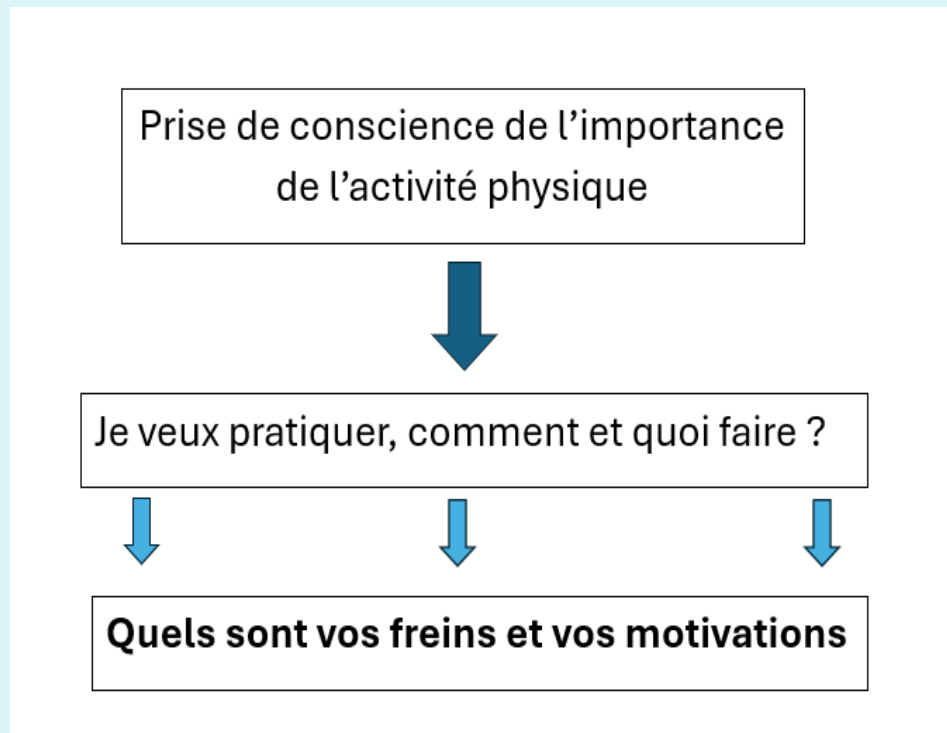 Prise de conscience de l’importance
de l’activité physique
Je veux pratiquer, comment et quoi faire ?
Quels sont vos freins et vos motivations